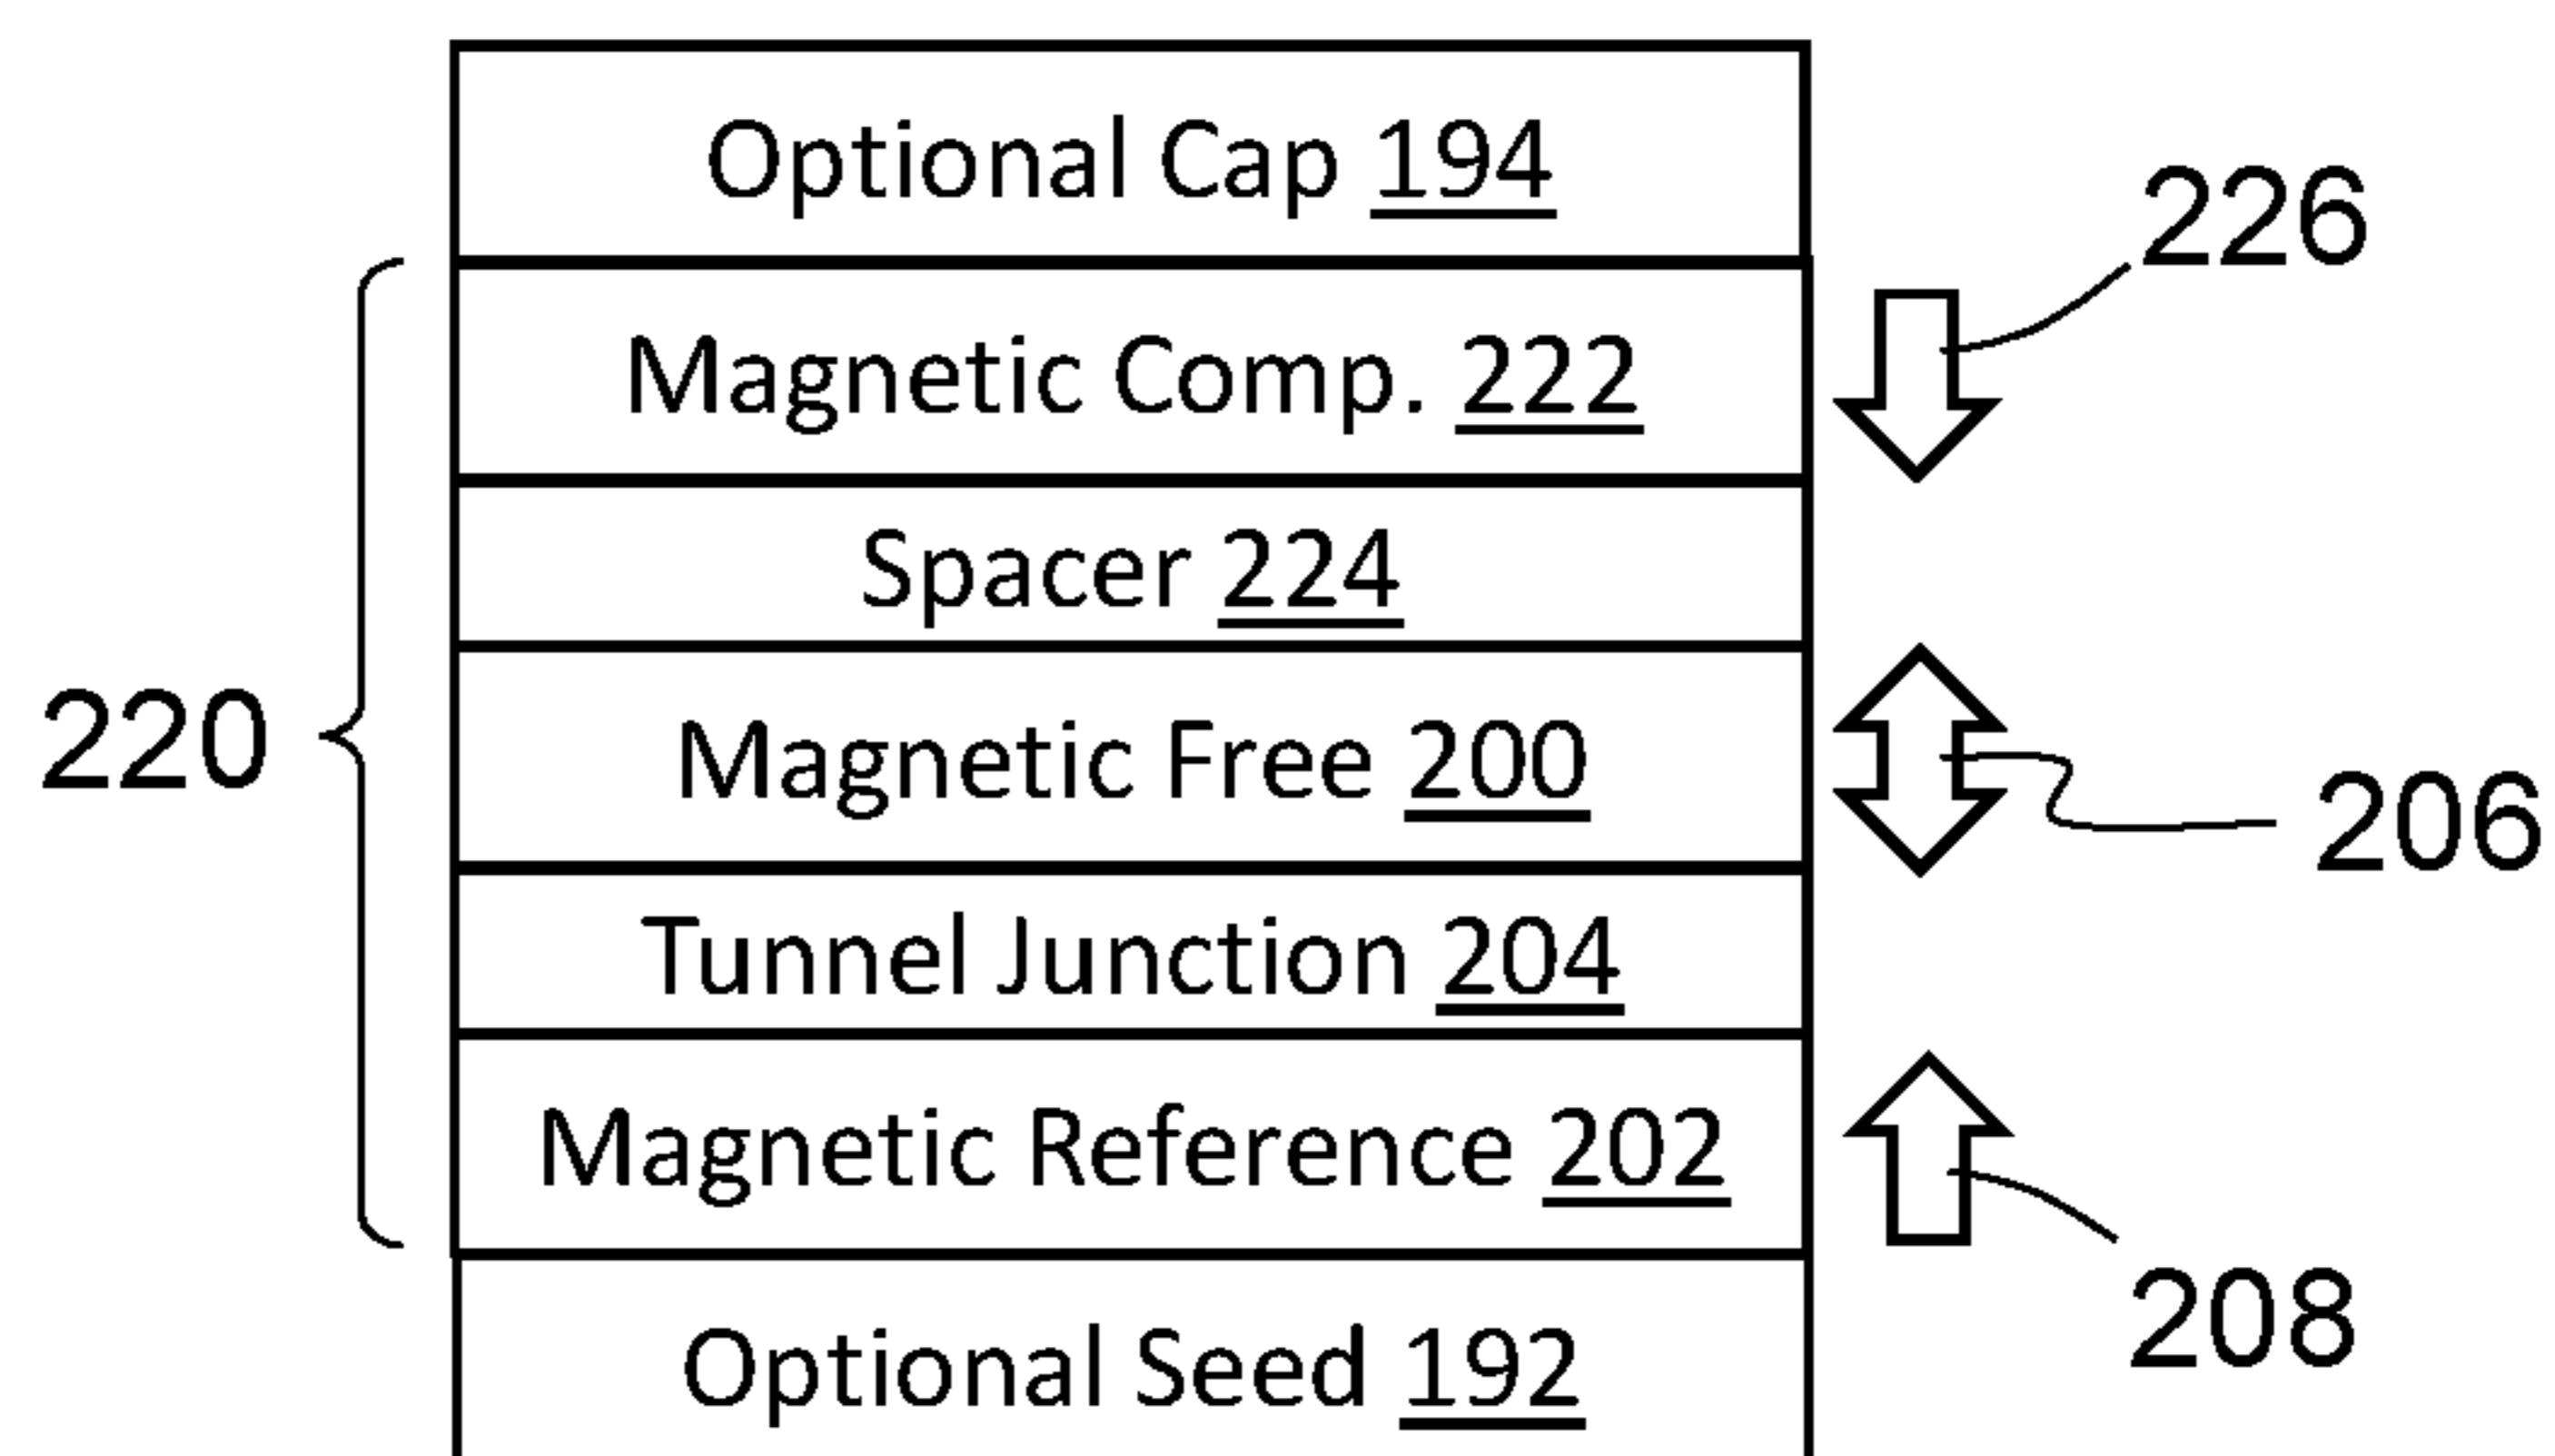 Optional Cap 194
226
Magnetic Comp. 222
Spacer 224
220
Magnetic Free 200
206
Tunnel Junction 204
Magnetic Reference 202
208
Optional Seed 192